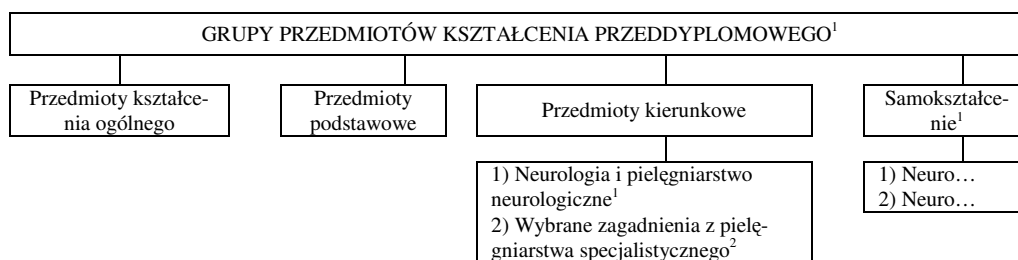 GRUPY PRZEDMIOTÓW KSZTAŁCENIA PRZEDDYPLOMOWEGO¹
Przedmioty kształce-
nia ogólnego
Przedmioty
podstawowe
Przedmioty kierunkowe
Samokształce-
nie¹
1) Neurologia i pielęgniarstwo
neurologiczne¹
2) Wybrane zagadnienia z pielę-
gniarstwa specjalistycznego²
1) Neuro…
2) Neuro…